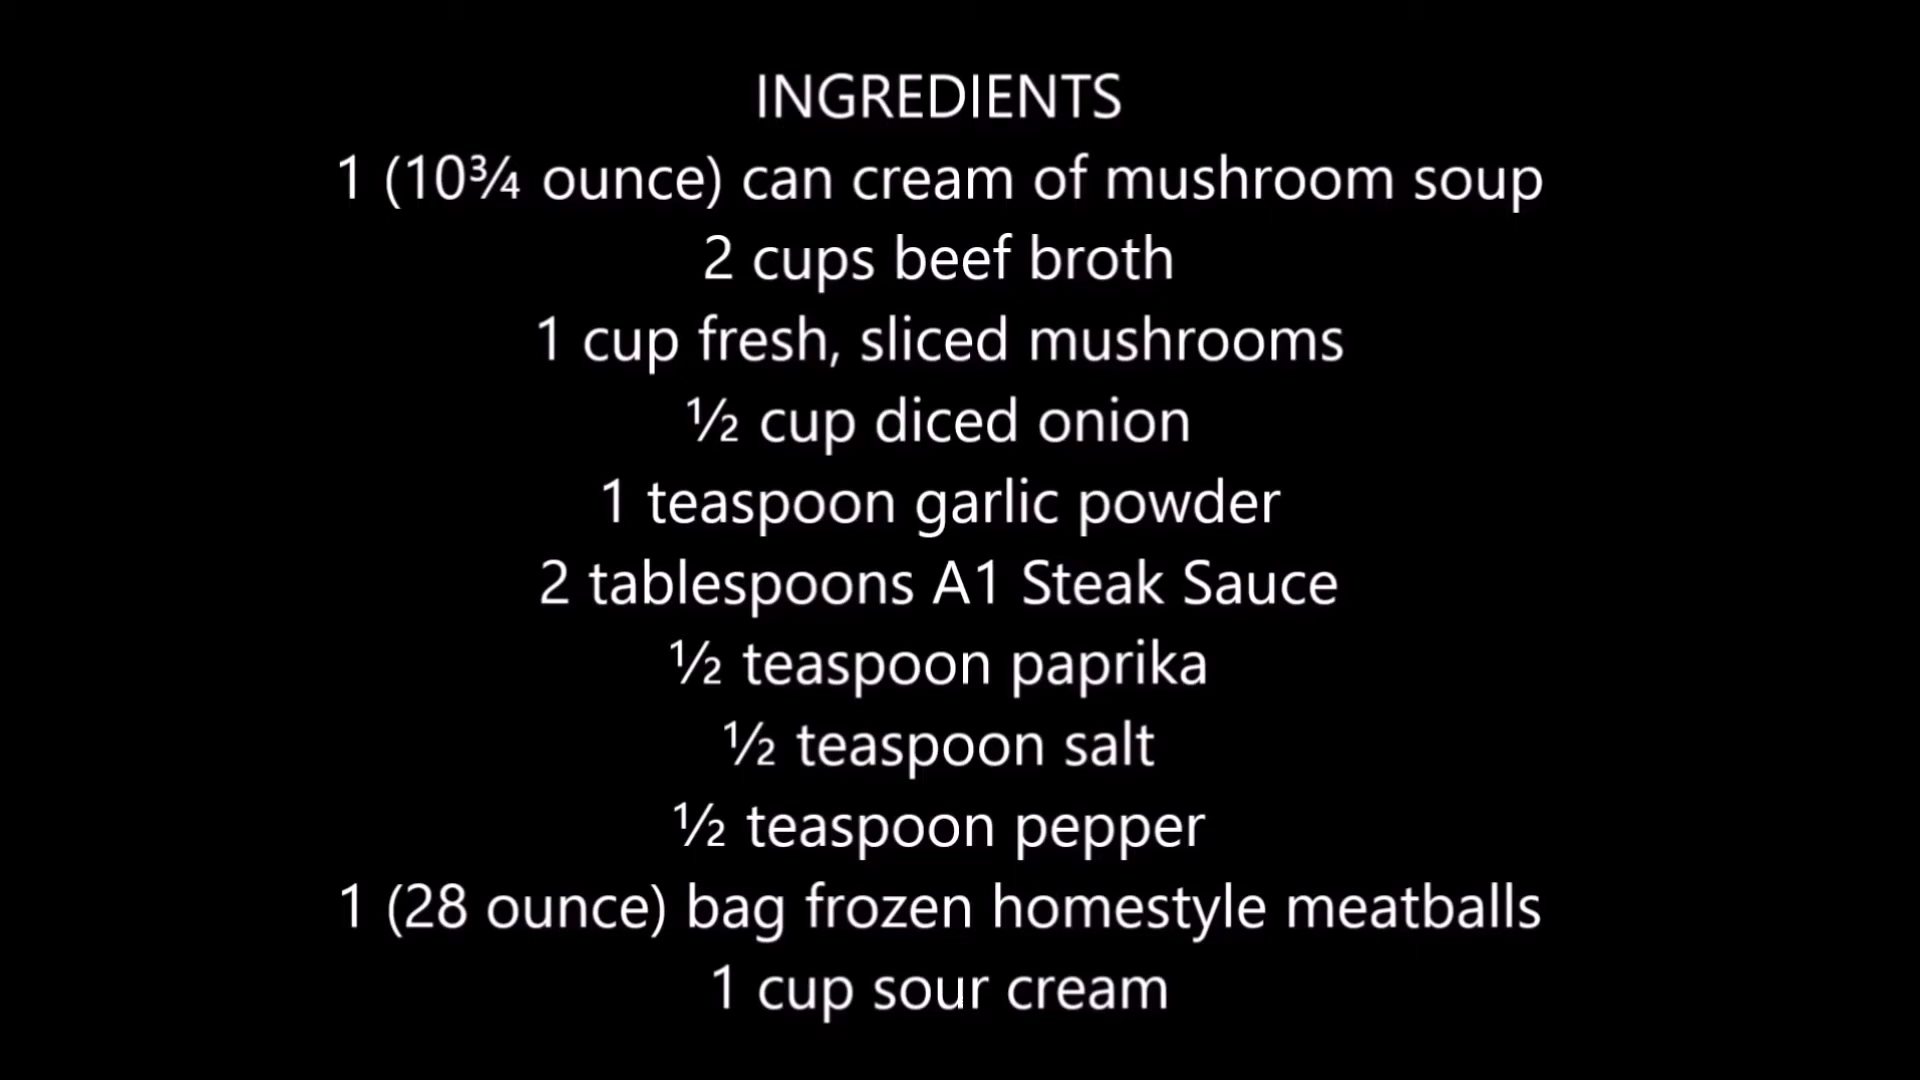 INGREDIENTS
1 (10¾ ounce) can cream of mushroom soup
2 cups beef broth
1 cup fresh, sliced mushrooms
½ cup diced onion
1 teaspoon garlic powder
2 tablespoons A1 Steak Sauce
½ teaspoon paprika
½ teaspoon salt
½ teaspoon pepper
1 (28 ounce) bag frozen homestyle meatballs
1 cup sour cream